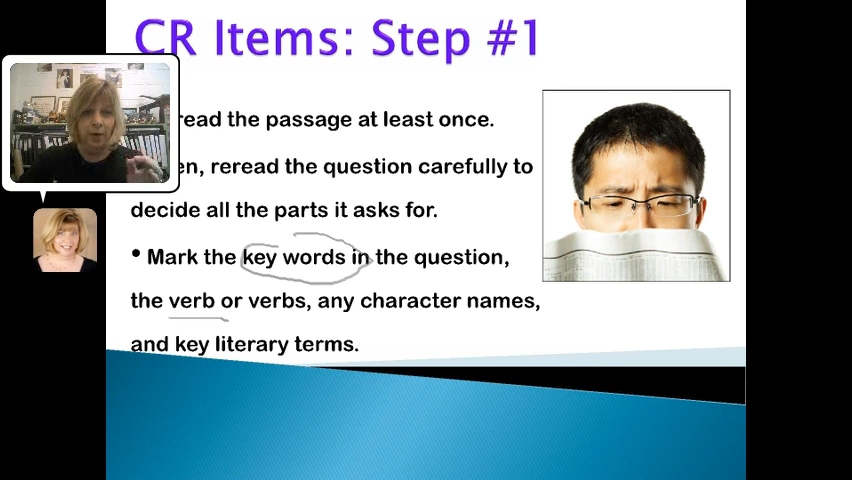 CR Items: Step #1
read the passage at least once.
reread the question carefully to
decide all the parts it asks for.
• Mark the key words in the question,
the verb or verbs, any character names,
and key literary terms.